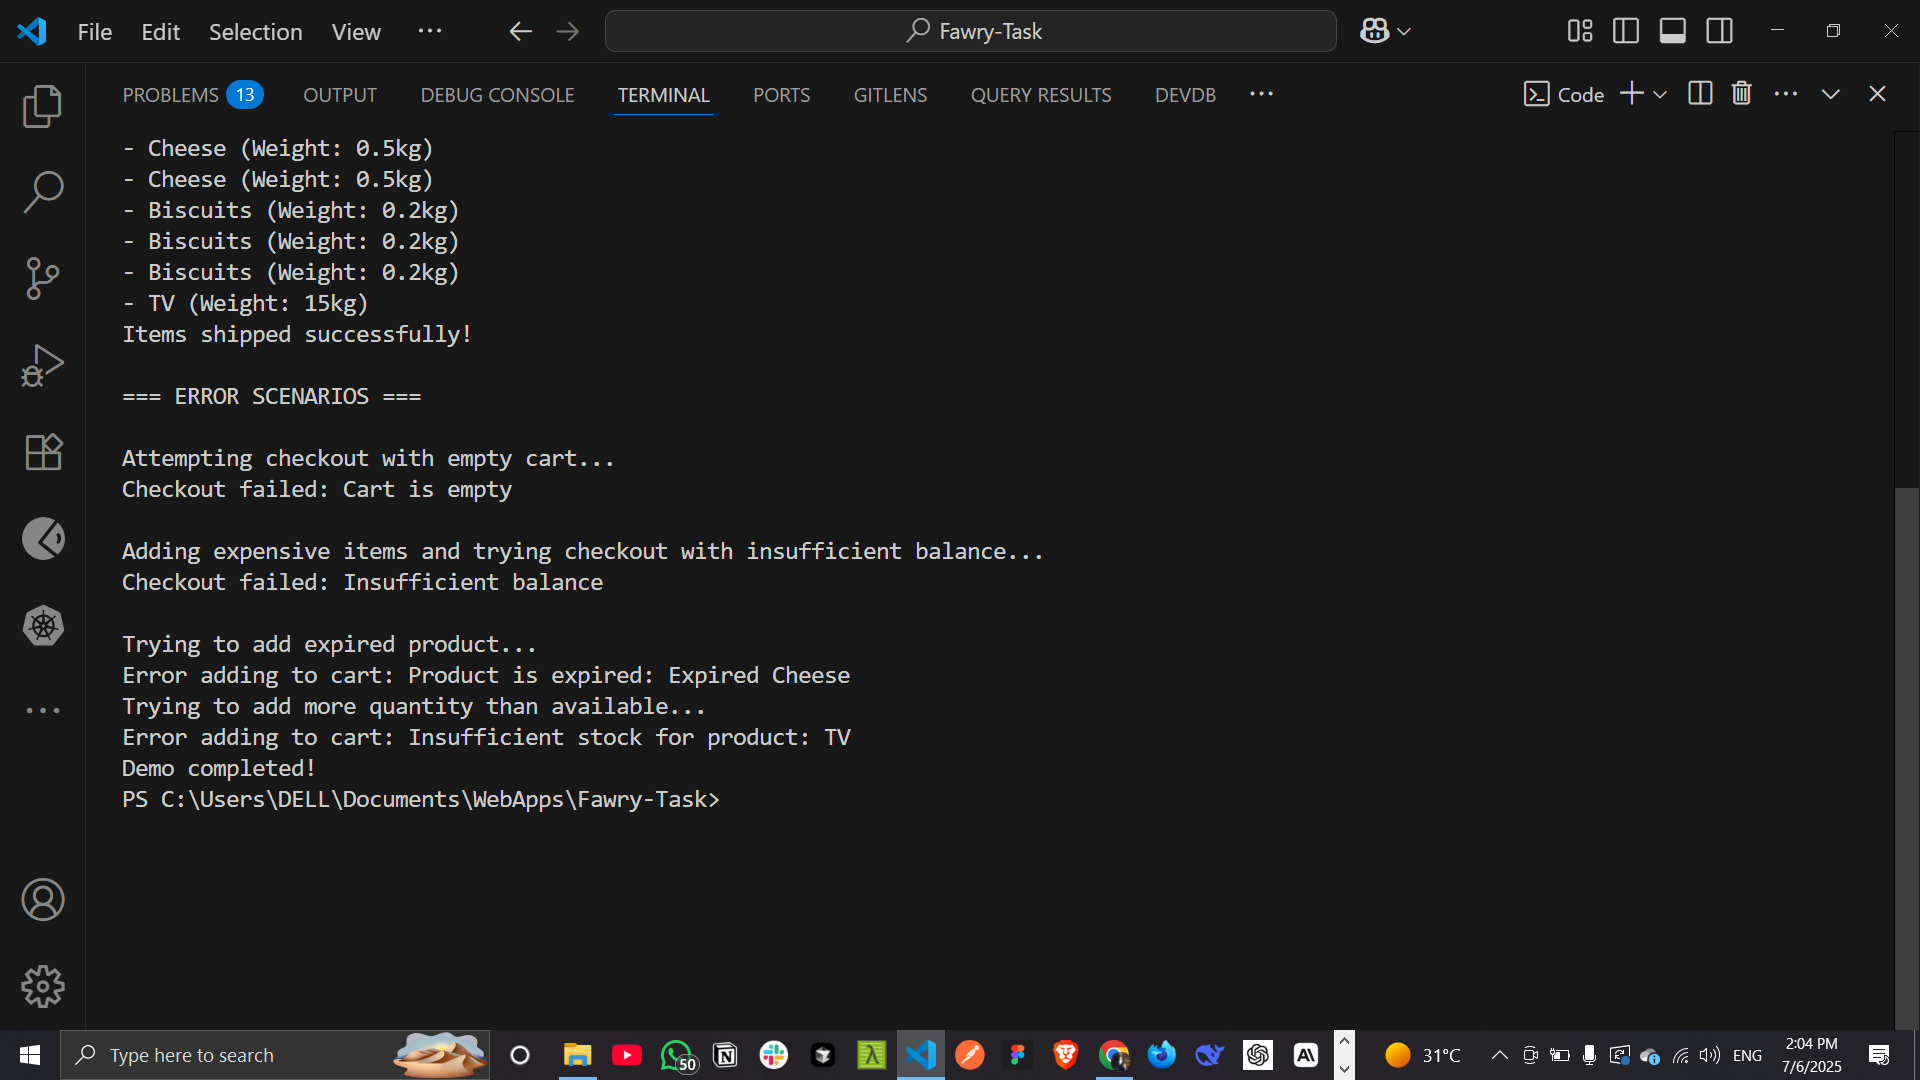 File Edit Selection View ··· Fawry-Task
PROBLEMS 13 OUTPUT DEBUG CONSOLE TERMINAL PORTS GITLENS QUERY RESULTS DEVDB ··· Code
- Cheese (Weight: 0.5kg)
- Cheese (Weight: 0.5kg)
- Biscuits (Weight: 0.2kg)
- Biscuits (Weight: 0.2kg)
- Biscuits (Weight: 0.2kg)
- TV (Weight: 15kg)
Items shipped successfully!
=== ERROR SCENARIOS ===
Attempting checkout with empty cart...
Checkout failed: Cart is empty
Adding expensive items and trying checkout with insufficient balance...
Checkout failed: Insufficient balance
Trying to add expired product...
Error adding to cart: Product is expired: Expired Cheese
Trying to add more quantity than available...
Error adding to cart: Insufficient stock for product: TV
Demo completed!
PS C:\Users\DELL\Documents\WebApps\Fawry-Task>
Type here to search 50 31°C ENG 2:04 PM
7/6/2025